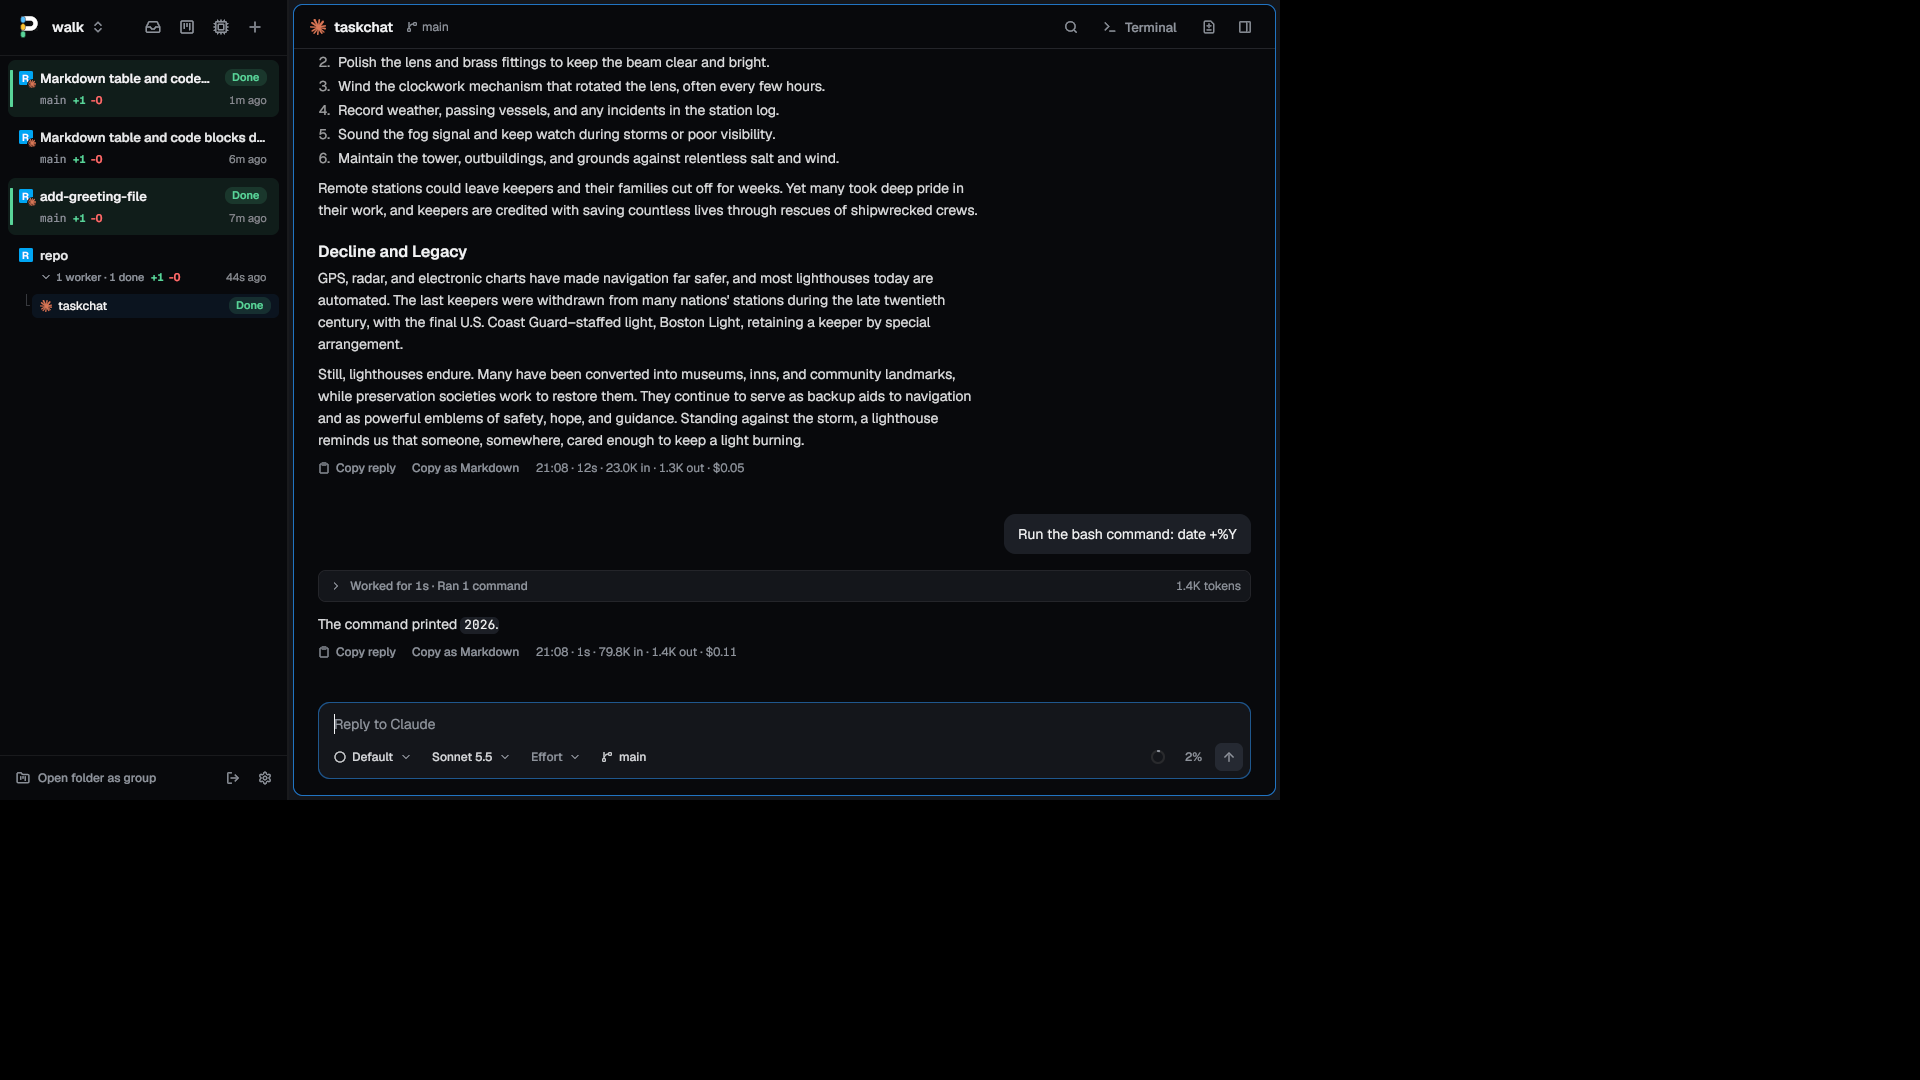 walk
Markdown table and code... Done
main +1 -0 1m ago
Markdown table and code blocks d...
main +1 -0 6m ago
add-greeting-file Done
main +1 -0 7m ago
R repo
1 worker · 1 done +1 -0 44s ago
taskchat Done
Open folder as group
taskchat main
Terminal
2. Polish the lens and brass fittings to keep the beam clear and bright.
3. Wind the clockwork mechanism that rotated the lens, often every few hours.
4. Record weather, passing vessels, and any incidents in the station log.
5. Sound the fog signal and keep watch during storms or poor visibility.
6. Maintain the tower, outbuildings, and grounds against relentless salt and wind.
Remote stations could leave keepers and their families cut off for weeks. Yet many took deep pride in
their work, and keepers are credited with saving countless lives through rescues of shipwrecked crews.
Decline and Legacy
GPS, radar, and electronic charts have made navigation far safer, and most lighthouses today are
automated. The last keepers were withdrawn from many nations' stations during the late twentieth
century, with the final U.S. Coast Guard–staffed light, Boston Light, retaining a keeper by special
arrangement.
Still, lighthouses endure. Many have been converted into museums, inns, and community landmarks,
while preservation societies work to restore them. They continue to serve as backup aids to navigation
and as powerful emblems of safety, hope, and guidance. Standing against the storm, a lighthouse
reminds us that someone, somewhere, cared enough to keep a light burning.
Copy reply Copy as Markdown 21:08 · 12s · 23.0K in · 1.3K out · $0.05
Run the bash command: date +%Y
Worked for 1s · Ran 1 command 1.4K tokens
The command printed 2026.
Copy reply Copy as Markdown 21:08 · 1s · 79.8K in · 1.4K out · $0.11
Reply to Claude
Default Sonnet 5.5 Effort main 2%